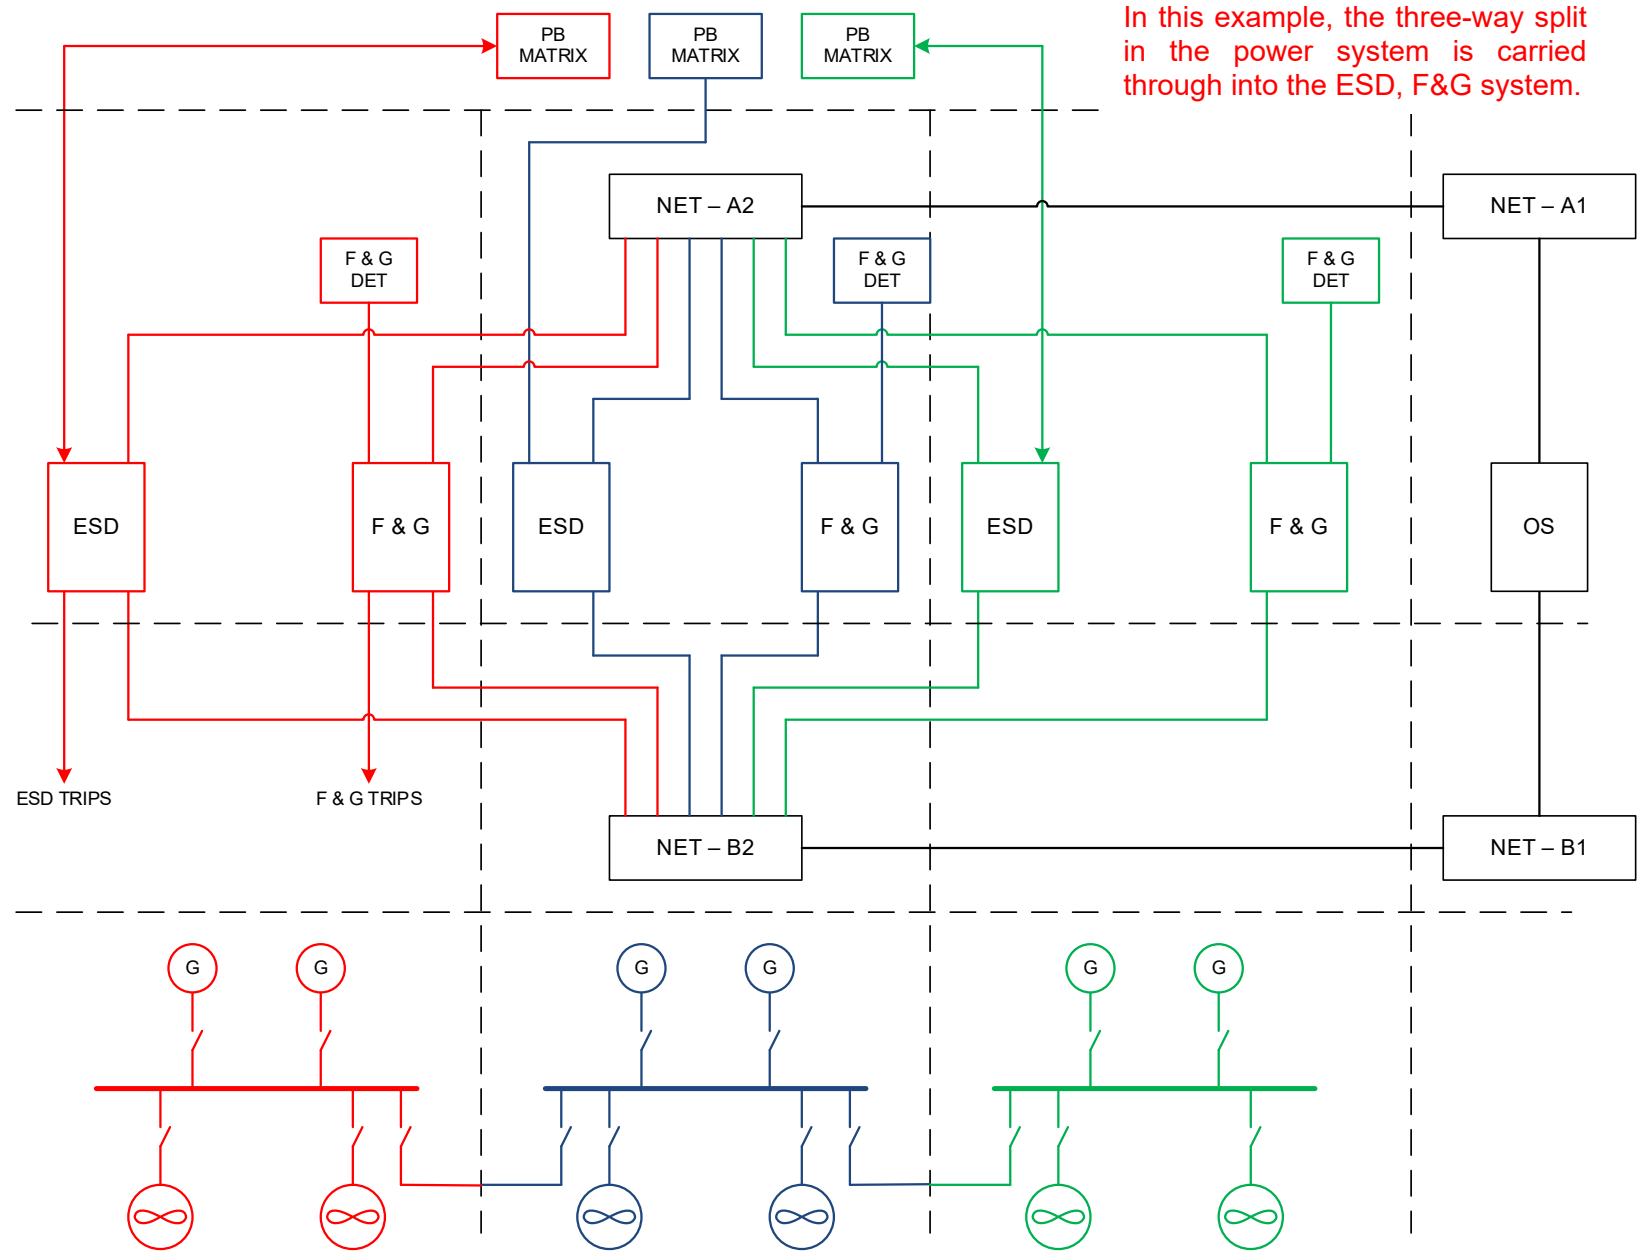 In this example, the three-way split
in the power system is carried
through into the ESD, F&G system.
PB
MATRIX
PB
MATRIX
PB
MATRIX
NET – A2
NET – A1
F & G
DET
F & G
DET
F & G
DET
ESD
F & G
ESD
F & G
ESD
F & G
OS
ESD TRIPS
F & G TRIPS
NET – B2
NET – B1
G
G
G
G
G
G